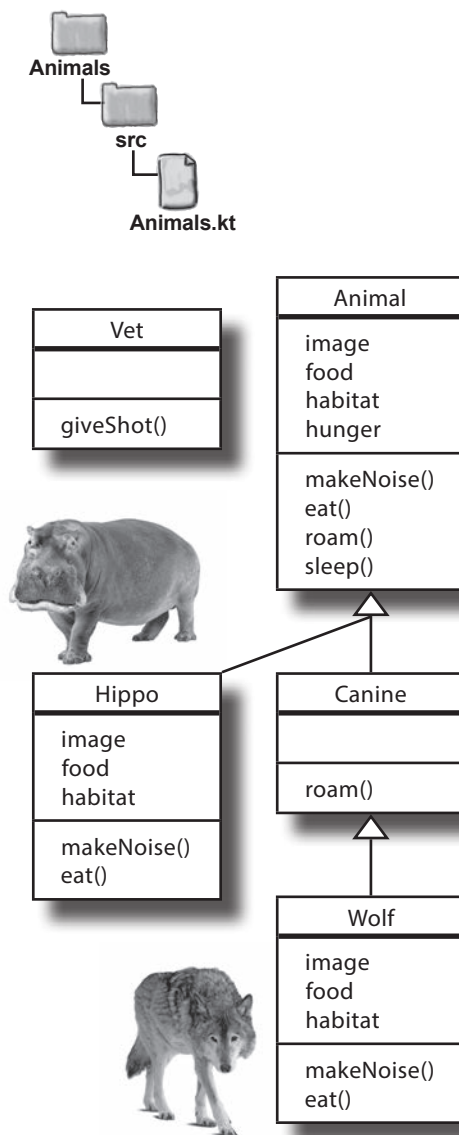 Animals
src
Animals.kt
Vet
giveShot()
Animal
image
food
habitat
hunger
makeNoise()
eat()
roam()
sleep()
Hippo
image
food
habitat
makeNoise()
eat()
Canine
roam()
Wolf
image
food
habitat
makeNoise()
eat()